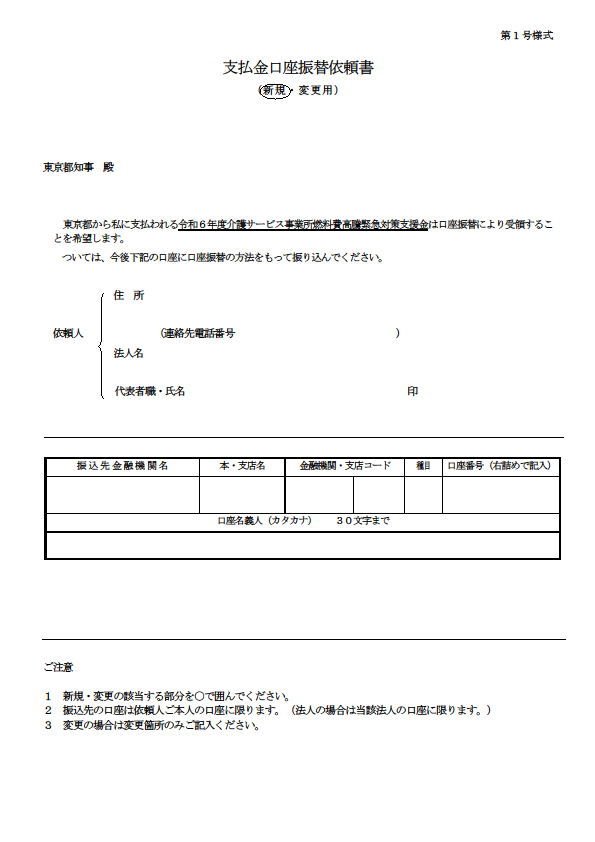 第１号様式
支払金口座振替依頼書
（新規・変更用）
東京都知事　殿
東京都から私に支払われる令和６年度介護サービス事業所燃料費高騰緊急対策支援金は口座振替により受領するこ
とを希望します。
ついては、今後下記の口座に口座振替の方法をもって振り込んでください。
住　所
依頼人　（連絡先電話番号　）
法人名
代表者職・氏名　印
振込先金融機関名　本・支店名　金融機関・支店コード　種目　口座番号（右詰めで記入）
口座名義人（カタカナ）　３０文字まで
ご注意
１　新規・変更の該当する部分を○で囲んでください。
２　振込先の口座は依頼人ご本人の口座に限ります。（法人の場合は当該法人の口座に限ります。）
３　変更の場合は変更箇所のみご記入ください。